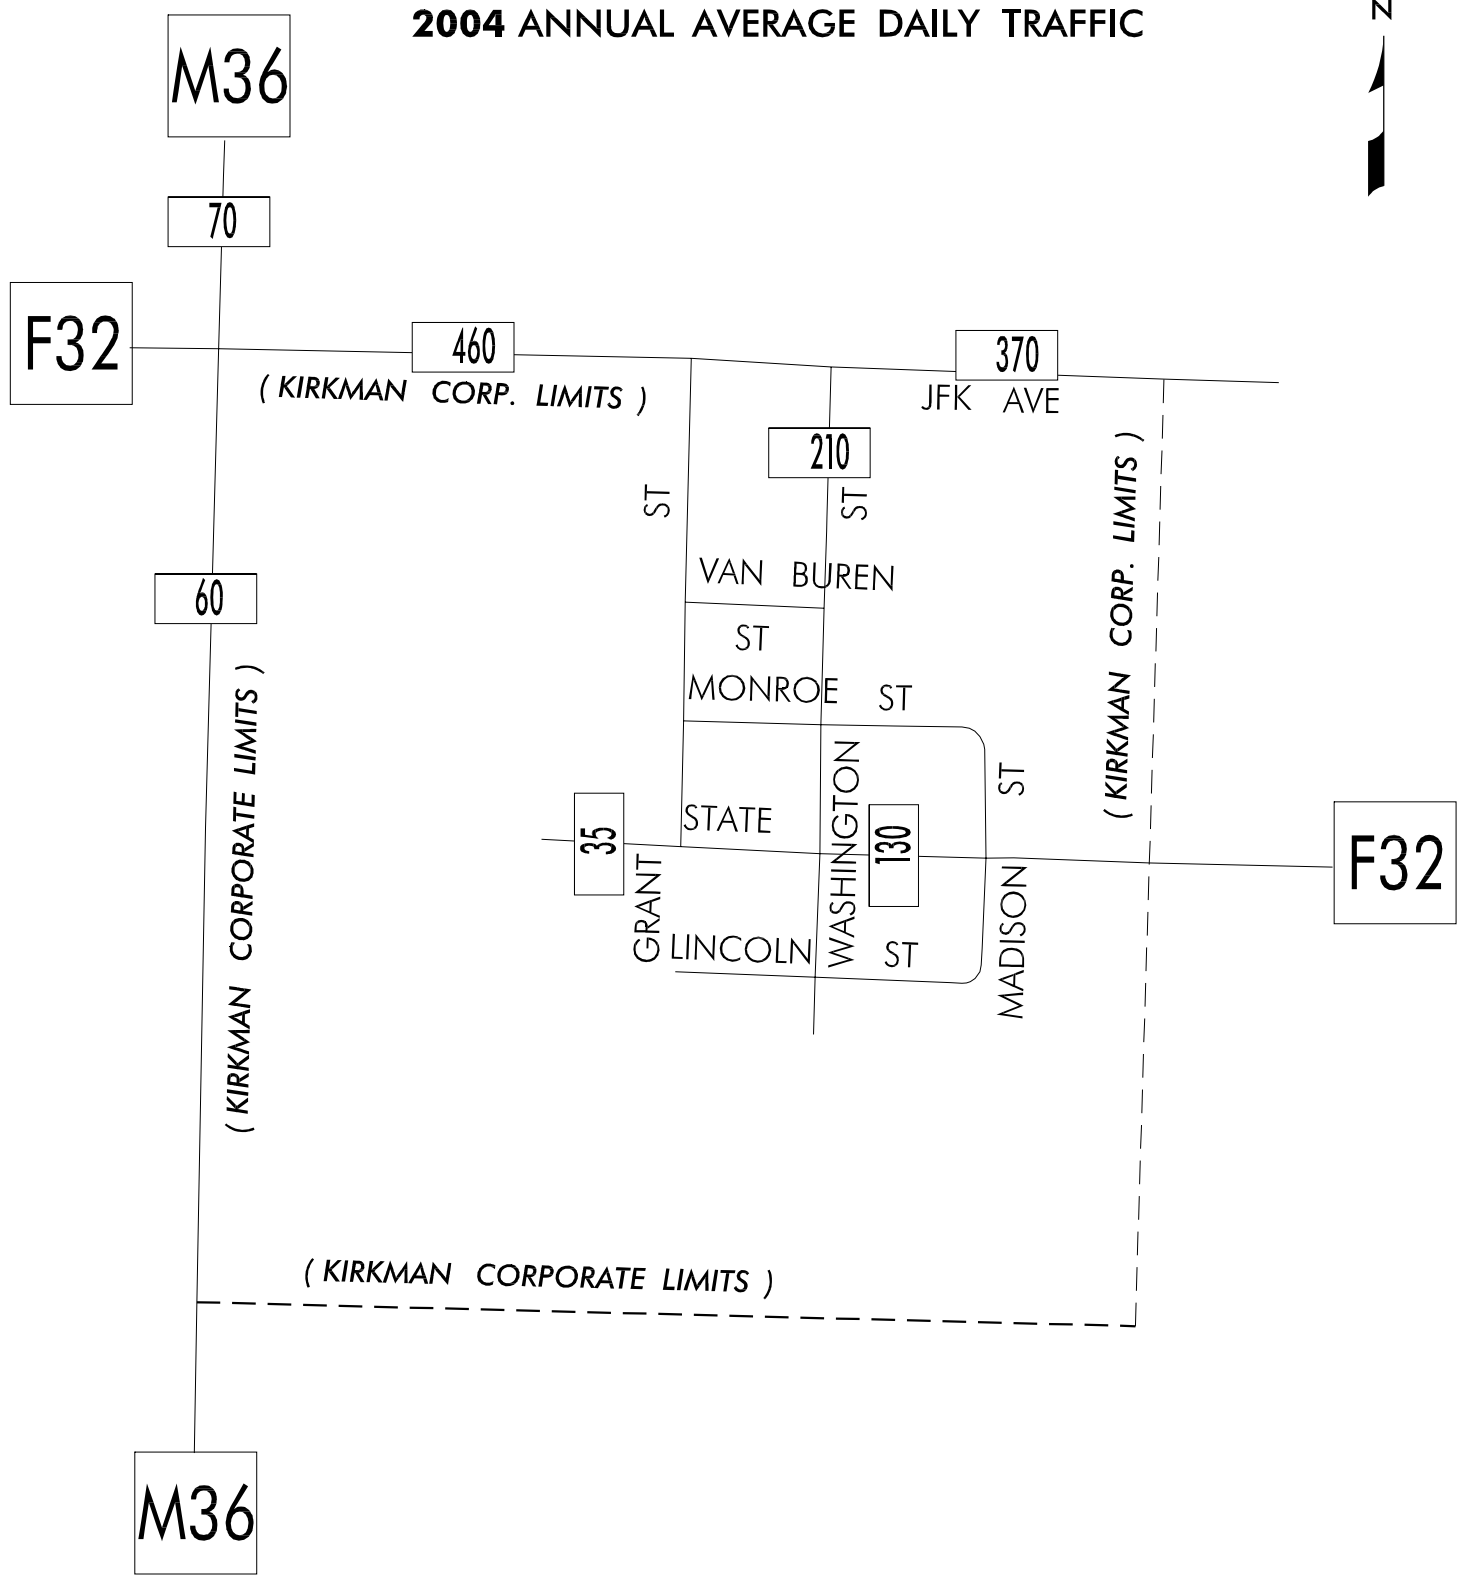 2004 ANNUAL AVERAGE DAILY TRAFFIC
N
M36
70
F32
460
370
( KIRKMAN CORP. LIMITS )
JFK AVE
210
ST
ST
( KIRKMAN CORP. LIMITS )
VAN BUREN
ST
60
MONROE ST
( KIRKMAN CORPORATE LIMITS )
STATE
35
130
WASHINGTON
ST
GRANT
MADISON
F32
LINCOLN ST
( KIRKMAN CORPORATE LIMITS )
M36